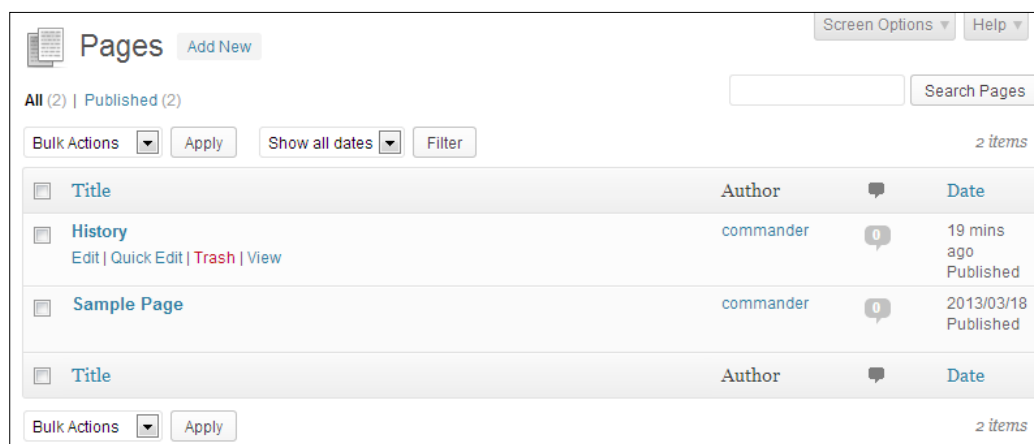 Screen Options Help
Pages Add New
All (2) | Published (2)
Search Pages
Bulk Actions Apply Show all dates Filter 2 items
Title Author Date
History commander 0 19 mins
ago
Edit | Quick Edit | Trash | View
Published
Sample Page commander 0 2013/03/18
Published
Title Author Date
Bulk Actions Apply 2 items